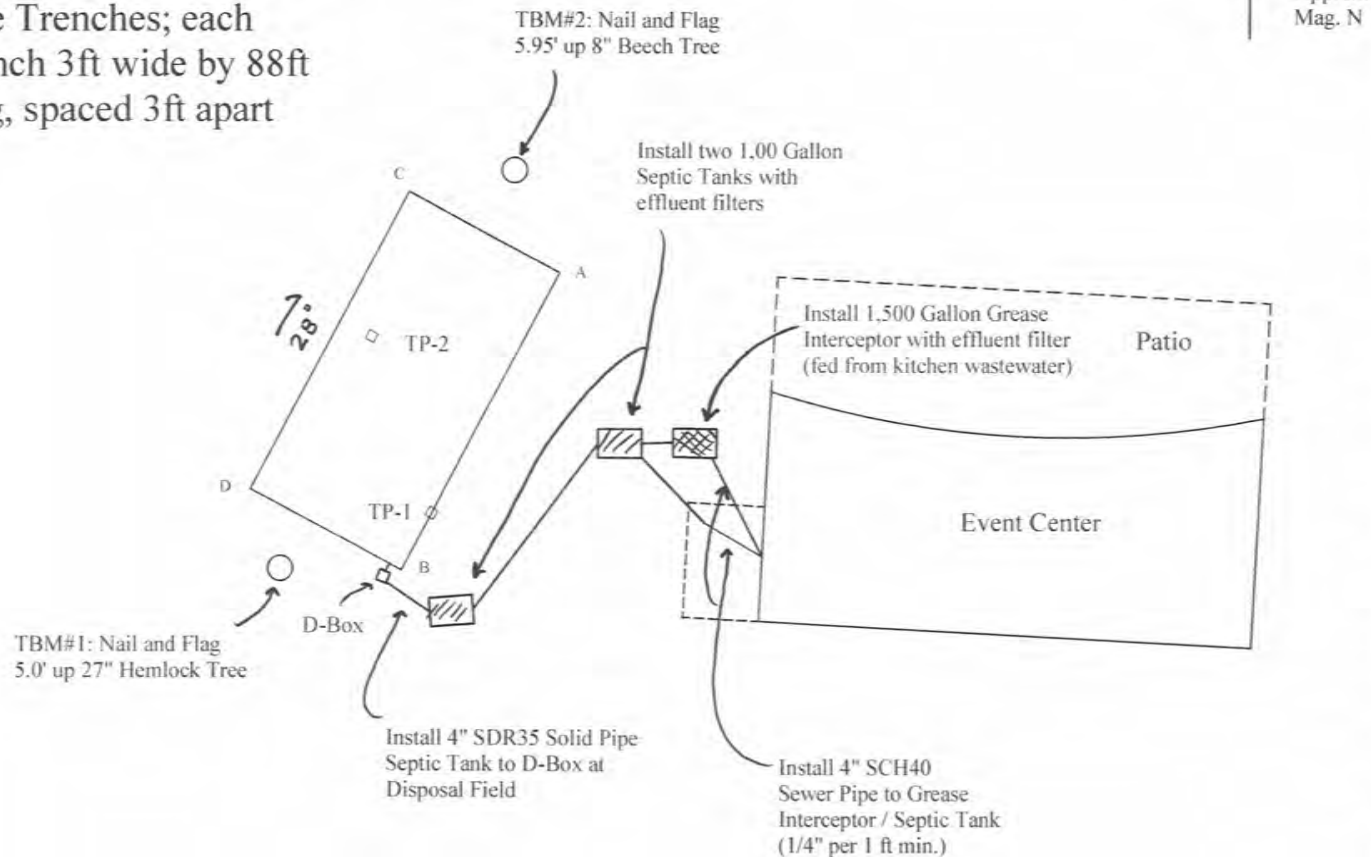 e Trenches; each
nch 3ft wide by 88ft
g, spaced 3ft apart
TBM#2: Nail and Flag
5.95' up 8" Beech Tree
Mag. N
Install two 1,00 Gallon
Septic Tanks with
effluent filters
C
A
28"
TP-2
Install 1,500 Gallon Grease
Interceptor with effluent filter
(fed from kitchen wastewater)
Patio
D
TP-1
Event Center
B
D-Box
TBM#1: Nail and Flag
5.0' up 27" Hemlock Tree
Install 4" SDR35 Solid Pipe
Septic Tank to D-Box at
Disposal Field
Install 4" SCH40
Sewer Pipe to Grease
Interceptor / Septic Tank
(1/4" per 1 ft min.)